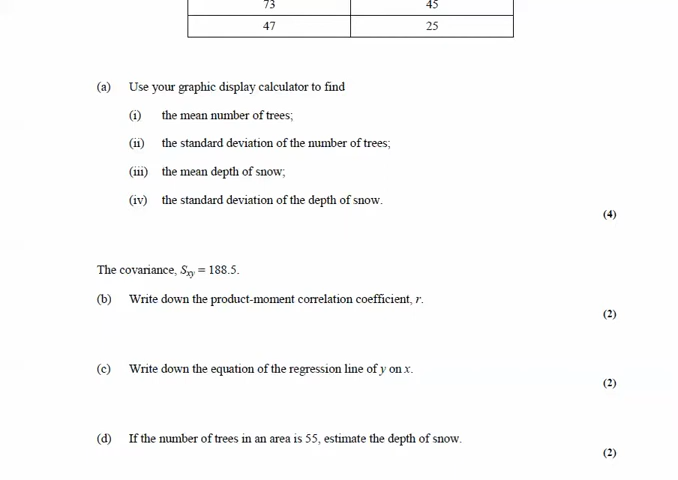 73 45
47 25
(a) Use your graphic display calculator to find
(i) the mean number of trees;
(ii) the standard deviation of the number of trees;
(iii) the mean depth of snow;
(iv) the standard deviation of the depth of snow.
(4)
The covariance, Sxy = 188.5.
(b) Write down the product-moment correlation coefficient, r.
(2)
(c) Write down the equation of the regression line of y on x.
(2)
(d) If the number of trees in an area is 55, estimate the depth of snow.
(2)